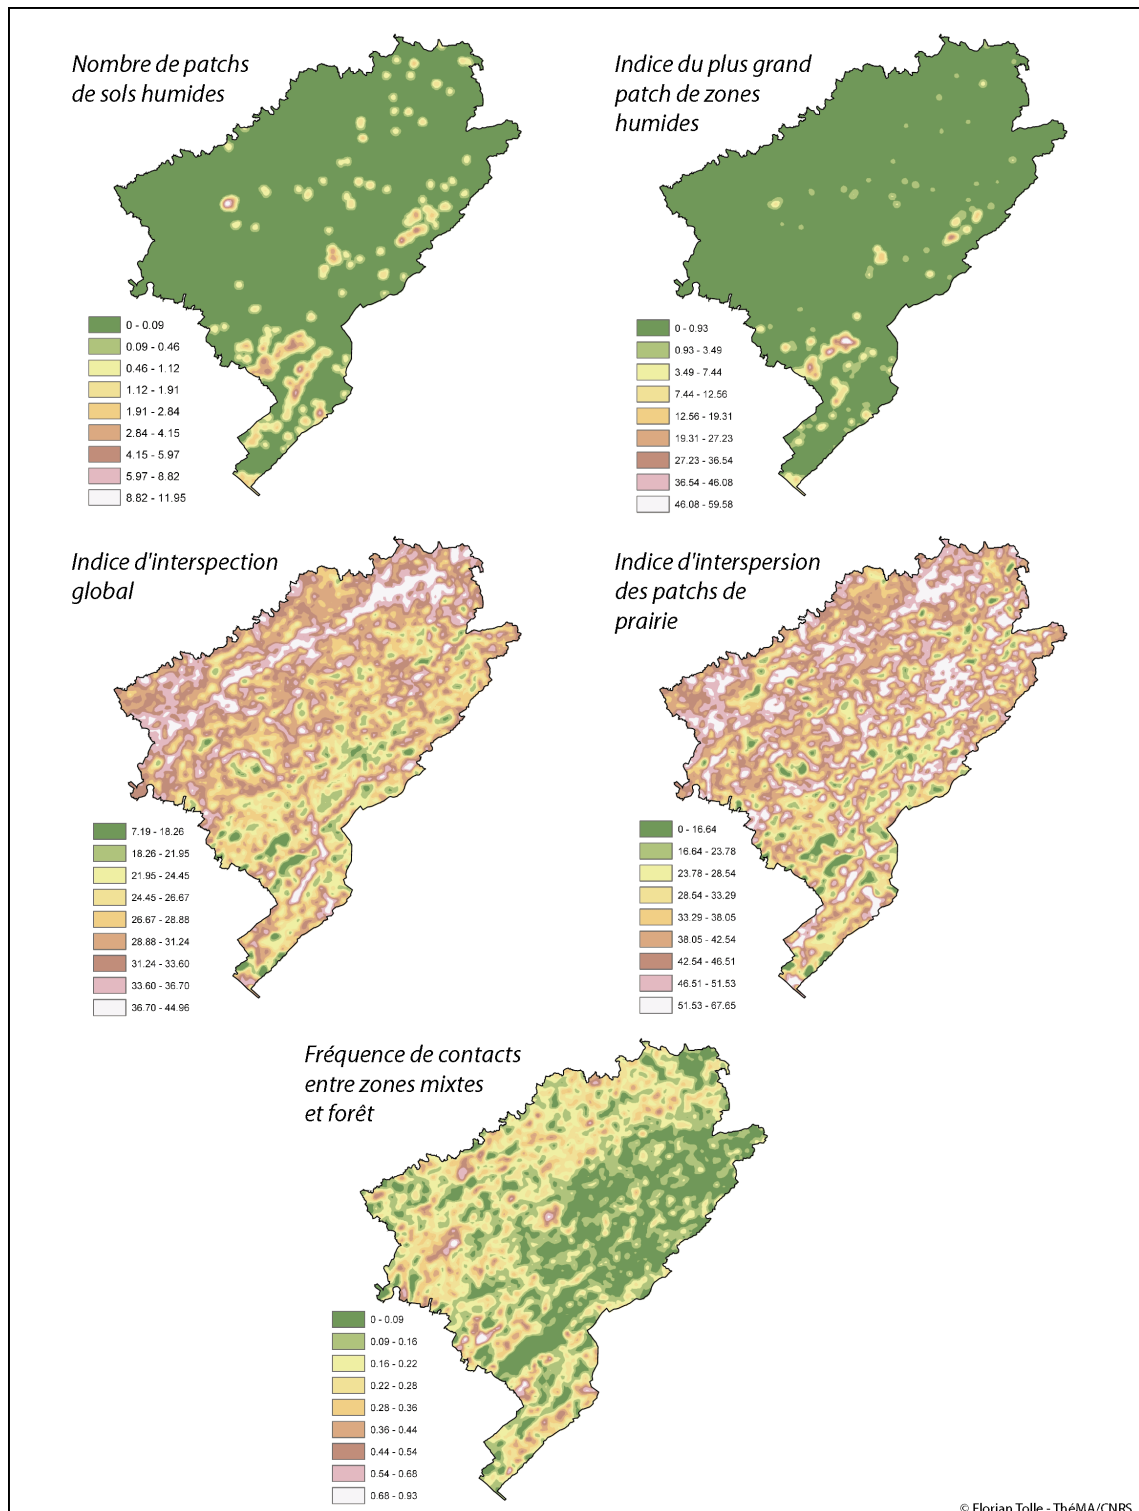 Nombre de patchs
de sols humides
0 - 0.09
0.09 - 0.46
0.46 - 1.12
1.12 - 1.91
1.91 - 2.84
2.84 - 4.15
4.15 - 5.97
5.97 - 8.82
8.82 - 11.95
Indice du plus grand
patch de zones
humides
0 - 0.93
0.93 - 3.49
3.49 - 7.44
7.44 - 12.56
12.56 - 19.31
19.31 - 27.23
27.23 - 36.54
36.54 - 46.08
46.08 - 59.58
Indice d'interspection
global
7.19 - 18.26
18.26 - 21.95
21.95 - 24.45
24.45 - 26.67
26.67 - 28.88
28.88 - 31.24
31.24 - 33.60
33.60 - 36.70
36.70 - 44.96
Indice d'interspersion
des patchs de
prairie
0 - 16.64
16.64 - 23.78
23.78 - 28.54
28.54 - 33.29
33.29 - 38.05
38.05 - 42.54
42.54 - 46.51
46.51 - 51.53
51.53 - 67.65
Fréquence de contacts
entre zones mixtes
et forêt
0 - 0.09
0.09 - 0.16
0.16 - 0.22
0.22 - 0.28
0.28 - 0.36
0.36 - 0.44
0.44 - 0.54
0.54 - 0.68
0.68 - 0.93
© Florian Tolle - ThéMA/CNRS